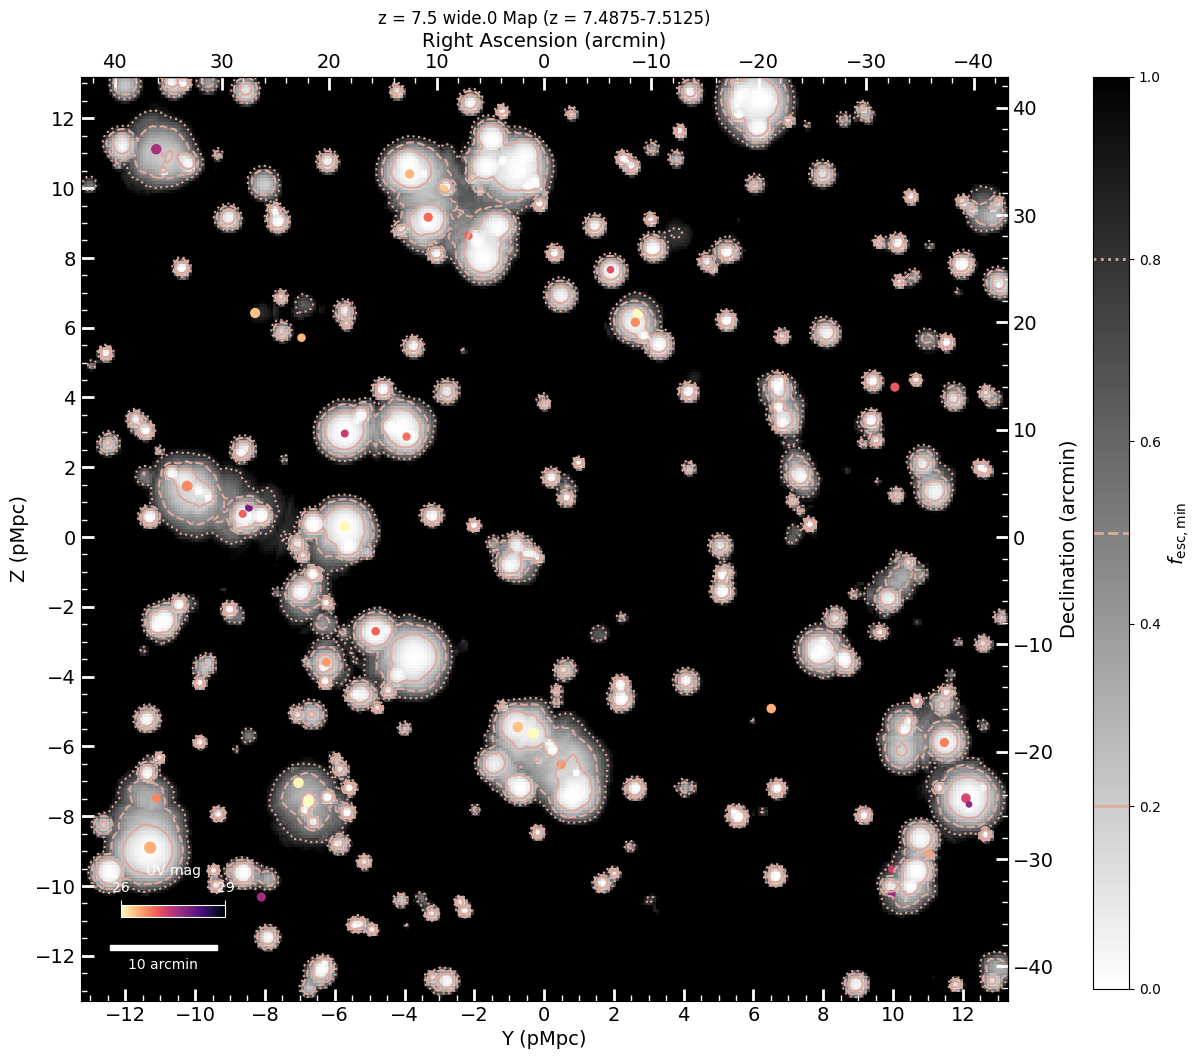 z = 7.5 wide.0 Map (z = 7.4875-7.5125)
Right Ascension (arcmin)
40 30 20 10 0 −10 −20 −30 −40
12
10
8
6
4
2
0
−2
−4
−6
−8
−10
−12
Z (pMpc)
40
30
20
10
0
−10
−20
−30
−40
Declination (arcmin)
1.0
0.8
0.6
0.4
0.2
0.0
fesc,min
UV mag
26 29
10 arcmin
−12 −10 −8 −6 −4 −2 0 2 4 6 8 10 12
Y (pMpc)